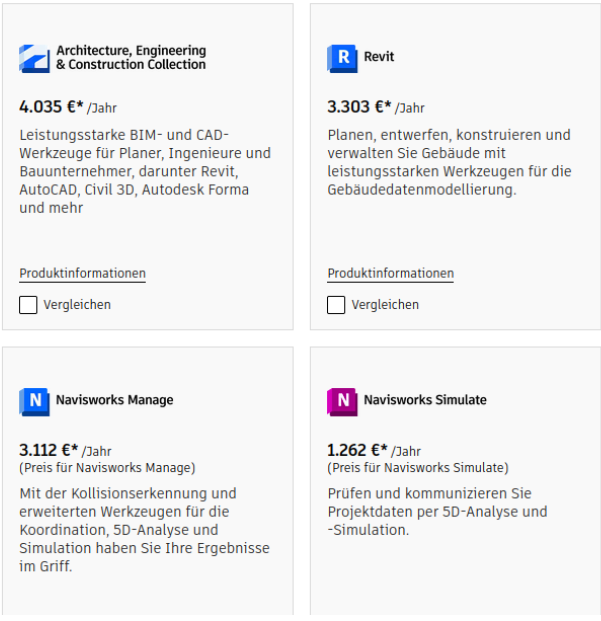 Architecture, Engineering
& Construction Collection
4.035 €* /Jahr
Leistungsstarke BIM- und CAD-
Werkzeuge für Planer, Ingenieure und
Bauunternehmer, darunter Revit,
AutoCAD, Civil 3D, Autodesk Forma
und mehr
Produktinformationen
Vergleichen
R Revit
3.303 €* /Jahr
Planen, entwerfen, konstruieren und
verwalten Sie Gebäude mit
leistungsstarken Werkzeugen für die
Gebäudedatenmodellierung.
Produktinformationen
Vergleichen
N Navisworks Manage
3.112 €* /Jahr
(Preis für Navisworks Manage)
Mit der Kollisionserkennung und
erweiterten Werkzeugen für die
Koordination, 5D-Analyse und
Simulation haben Sie Ihre Ergebnisse
im Griff.
N Navisworks Simulate
1.262 €* /Jahr
(Preis für Navisworks Simulate)
Prüfen und kommunizieren Sie
Projektdaten per 5D-Analyse und
-Simulation.